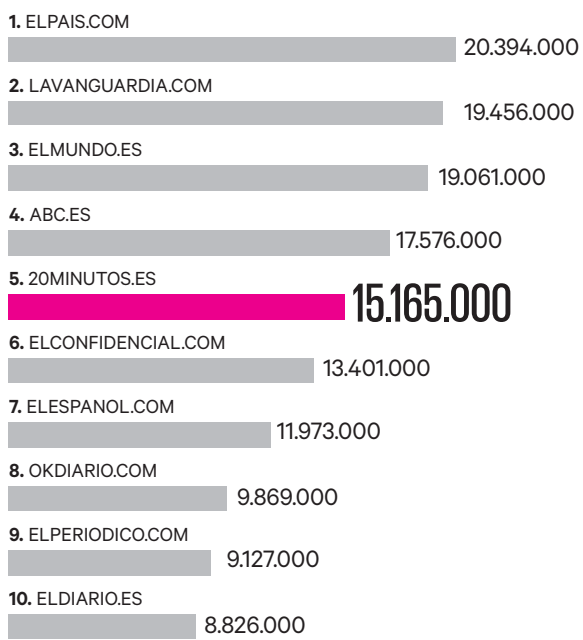 1. ELPAIS.COM
20.394.000
2. LAVANGUARDIA.COM
19.456.000
3. ELMUNDO.ES
19.061.000
4. ABC.ES
17.576.000
5. 20MINUTOS.ES
15.165.000
6. ELCONFIDENCIAL.COM
13.401.000
7. ELESPANOL.COM
11.973.000
8. OKDIARIO.COM
9.869.000
9. ELPERIODICO.COM
9.127.000
10. ELDIARIO.ES
8.826.000